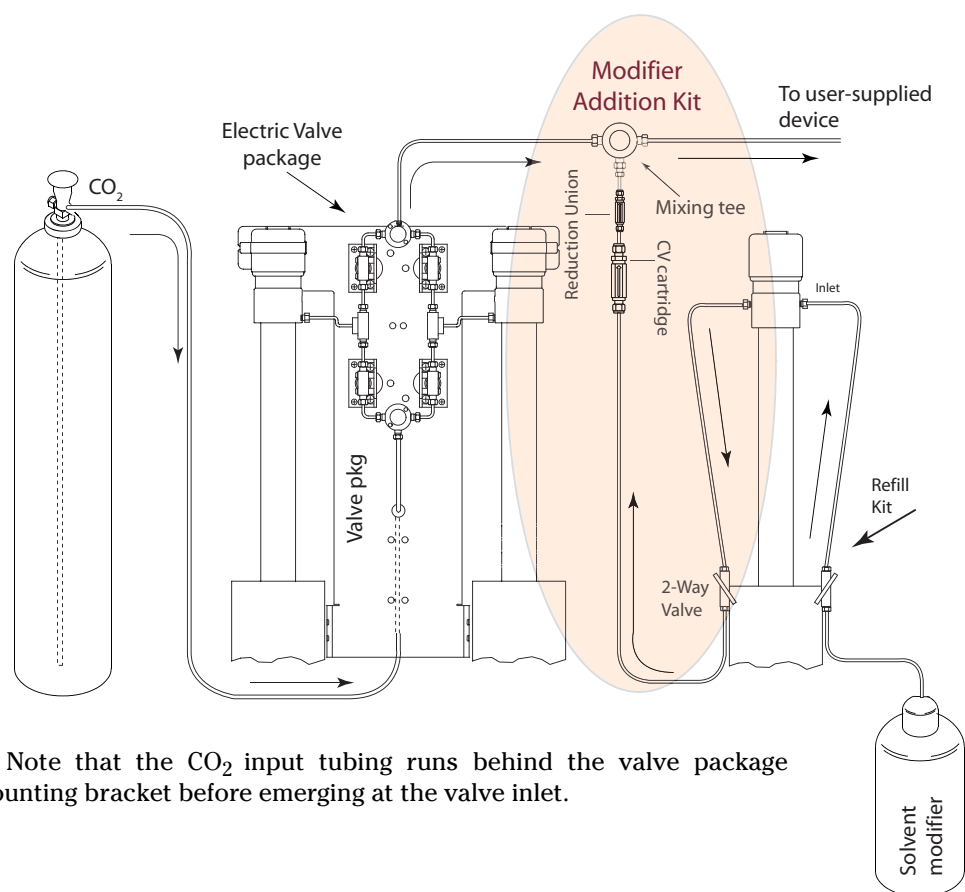 Modifier
Addition Kit
To user-supplied
device
Electric Valve
package
CO2
Reduction Union
Mixing tee
CV cartridge
Inlet
Valve pkg
Refill
Kit
2-Way
Valve
Solvent
modifier
Note that the CO2 input tubing runs behind the valve package
ounting bracket before emerging at the valve inlet.